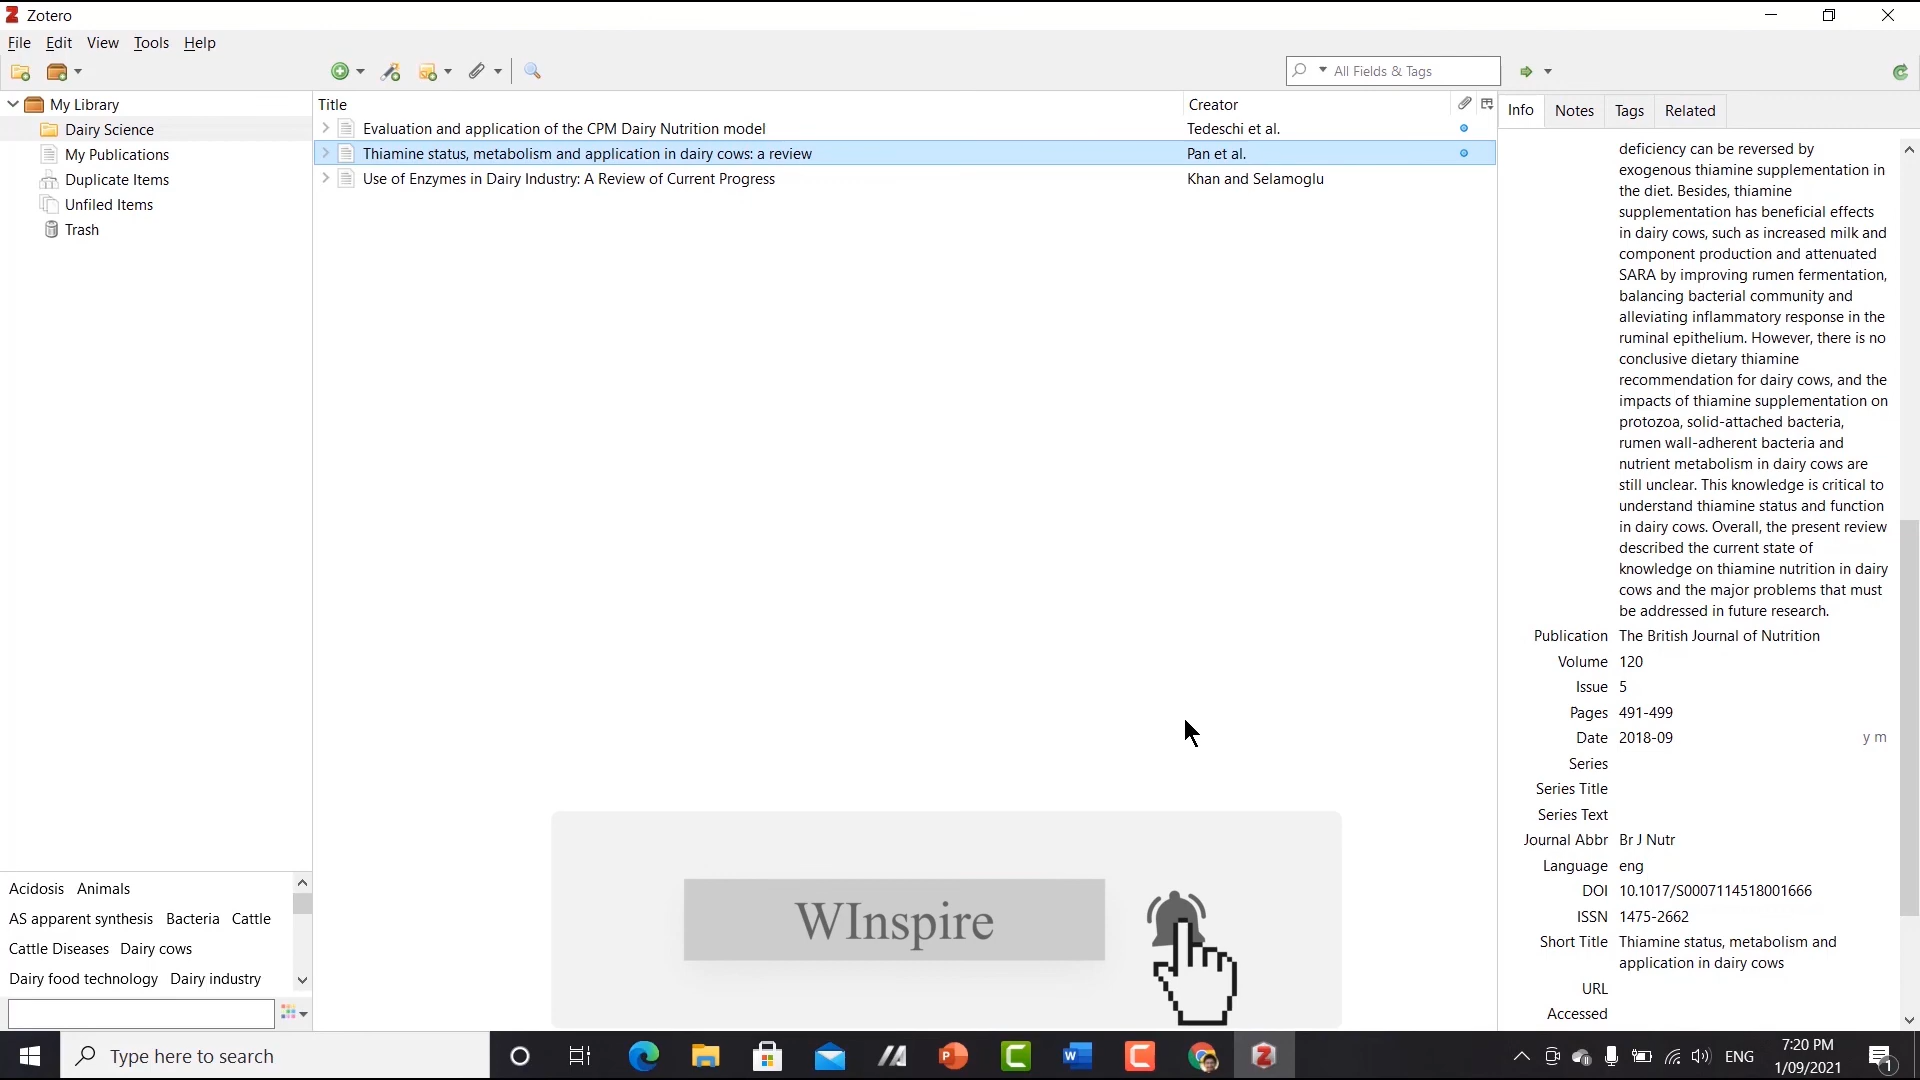 Zotero
File Edit View Tools Help
All Fields & Tags
My Library
Dairy Science
My Publications
Duplicate Items
Unfiled Items
Trash
Title Creator
Evaluation and application of the CPM Dairy Nutrition model Tedeschi et al.
Thiamine status, metabolism and application in dairy cows: a review Pan et al.
Use of Enzymes in Dairy Industry: A Review of Current Progress Khan and Selamoglu
Info Notes Tags Related
deficiency can be reversed by
exogenous thiamine supplementation in
the diet. Besides, thiamine
supplementation has beneficial effects
in dairy cows, such as increased milk and
component production and attenuated
SARA by improving rumen fermentation,
balancing bacterial community and
alleviating inflammatory response in the
ruminal epithelium. However, there is no
conclusive dietary thiamine
recommendation for dairy cows, and the
impacts of thiamine supplementation on
protozoa, solid-attached bacteria,
rumen wall-adherent bacteria and
nutrient metabolism in dairy cows are
still unclear. This knowledge is critical to
understand thiamine status and function
in dairy cows. Overall, the present review
described the current state of
knowledge on thiamine nutrition in dairy
cows and the major problems that must
be addressed in future research.
Publication The British Journal of Nutrition
Volume 120
Issue 5
Pages 491-499
Date 2018-09 y m
Series
Series Title
Series Text
Journal Abbr Br J Nutr
Language eng
DOI 10.1017/S0007114518001666
ISSN 1475-2662
Short Title Thiamine status, metabolism and
application in dairy cows
URL
Accessed
Acidosis Animals
AS apparent synthesis Bacteria Cattle
Cattle Diseases Dairy cows
Dairy food technology Dairy industry
WInspire
Type here to search
ENG
7:20 PM
1/09/2021
1